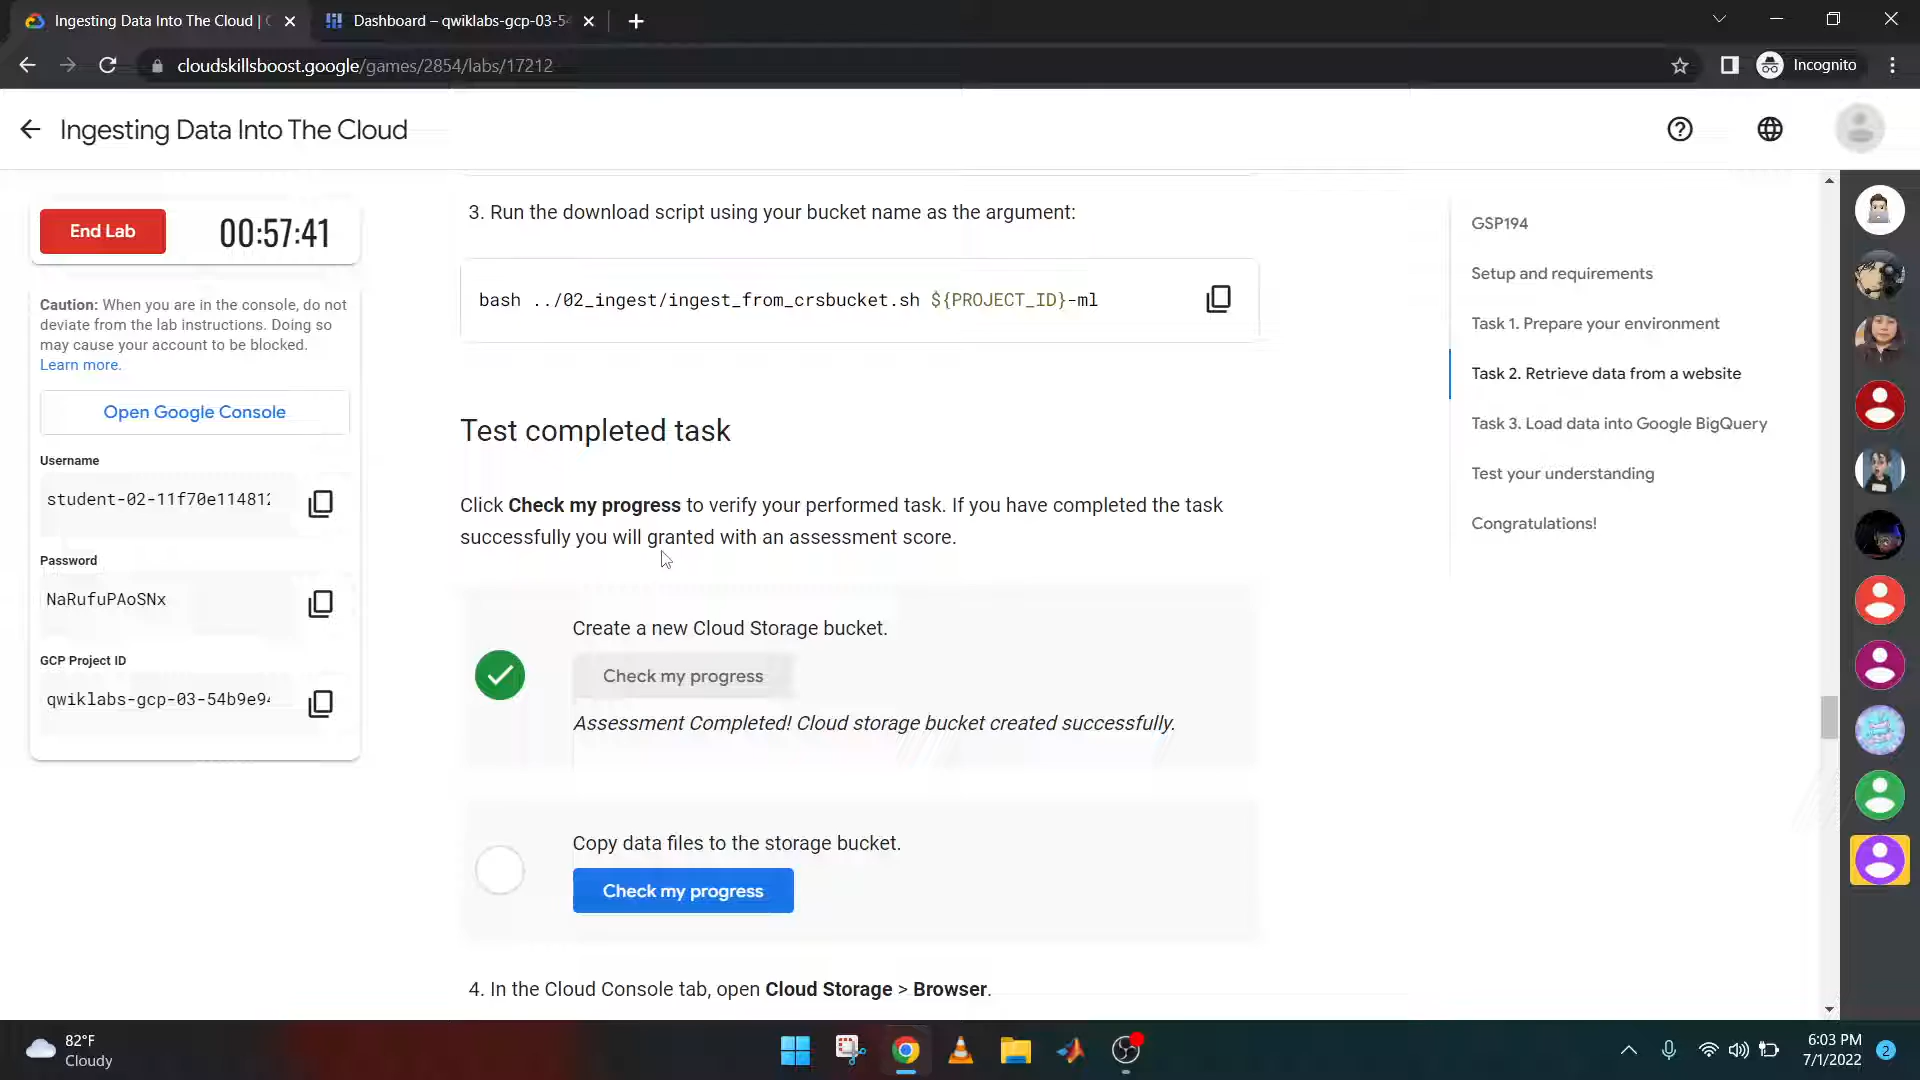 Ingesting Data Into The Cloud |
Dashboard – qwiklabs-gcp-03-54
cloudskillsboost.google/games/2854/labs/17212
Incognito
Ingesting Data Into The Cloud
End Lab
00:57:41
Caution: When you are in the console, do not
deviate from the lab instructions. Doing so
may cause your account to be blocked.
Learn more.
Open Google Console
Username
student-02-11f70e114812
Password
NaRufuPAoSNx
GCP Project ID
qwiklabs-gcp-03-54b9e94
3. Run the download script using your bucket name as the argument:
bash ../02_ingest/ingest_from_crsbucket.sh ${PROJECT_ID}-ml
Test completed task
Click Check my progress to verify your performed task. If you have completed the task
successfully you will granted with an assessment score.
Create a new Cloud Storage bucket.
Check my progress
Assessment Completed! Cloud storage bucket created successfully.
Copy data files to the storage bucket.
Check my progress
4. In the Cloud Console tab, open Cloud Storage > Browser.
GSP194
Setup and requirements
Task 1. Prepare your environment
Task 2. Retrieve data from a website
Task 3. Load data into Google BigQuery
Test your understanding
Congratulations!
82°F
Cloudy
6:03 PM
7/1/2022
2